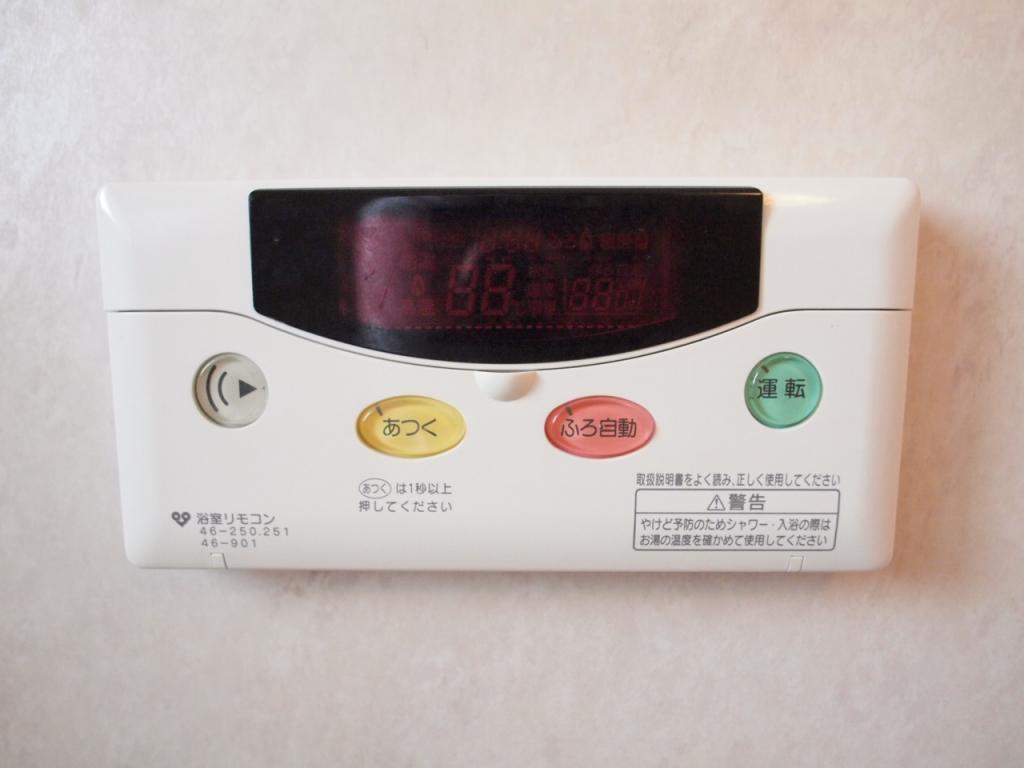 運転
あつく
ふろ自動
あつく は1秒以上
押してください
取扱説明書をよく読み、正しく使用してください
警告
やけど予防のためシャワー・入浴の際は
お湯の温度を確かめて使用してください
浴室リモコン
46-250.251
46-901